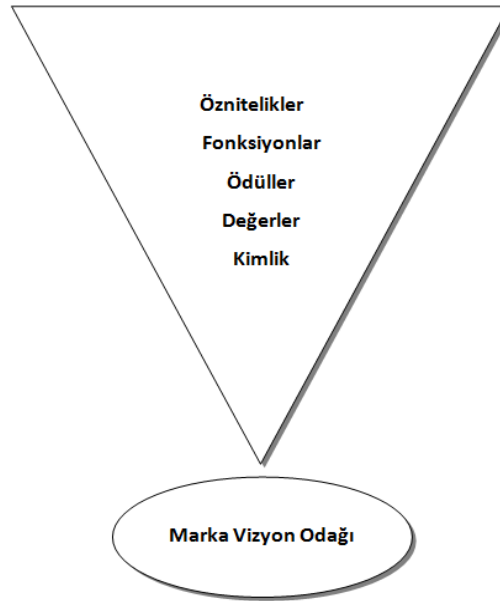 Öznitelikler
Fonksiyonlar
Ödüller
Değerler
Kimlik
Marka Vizyon Odağı